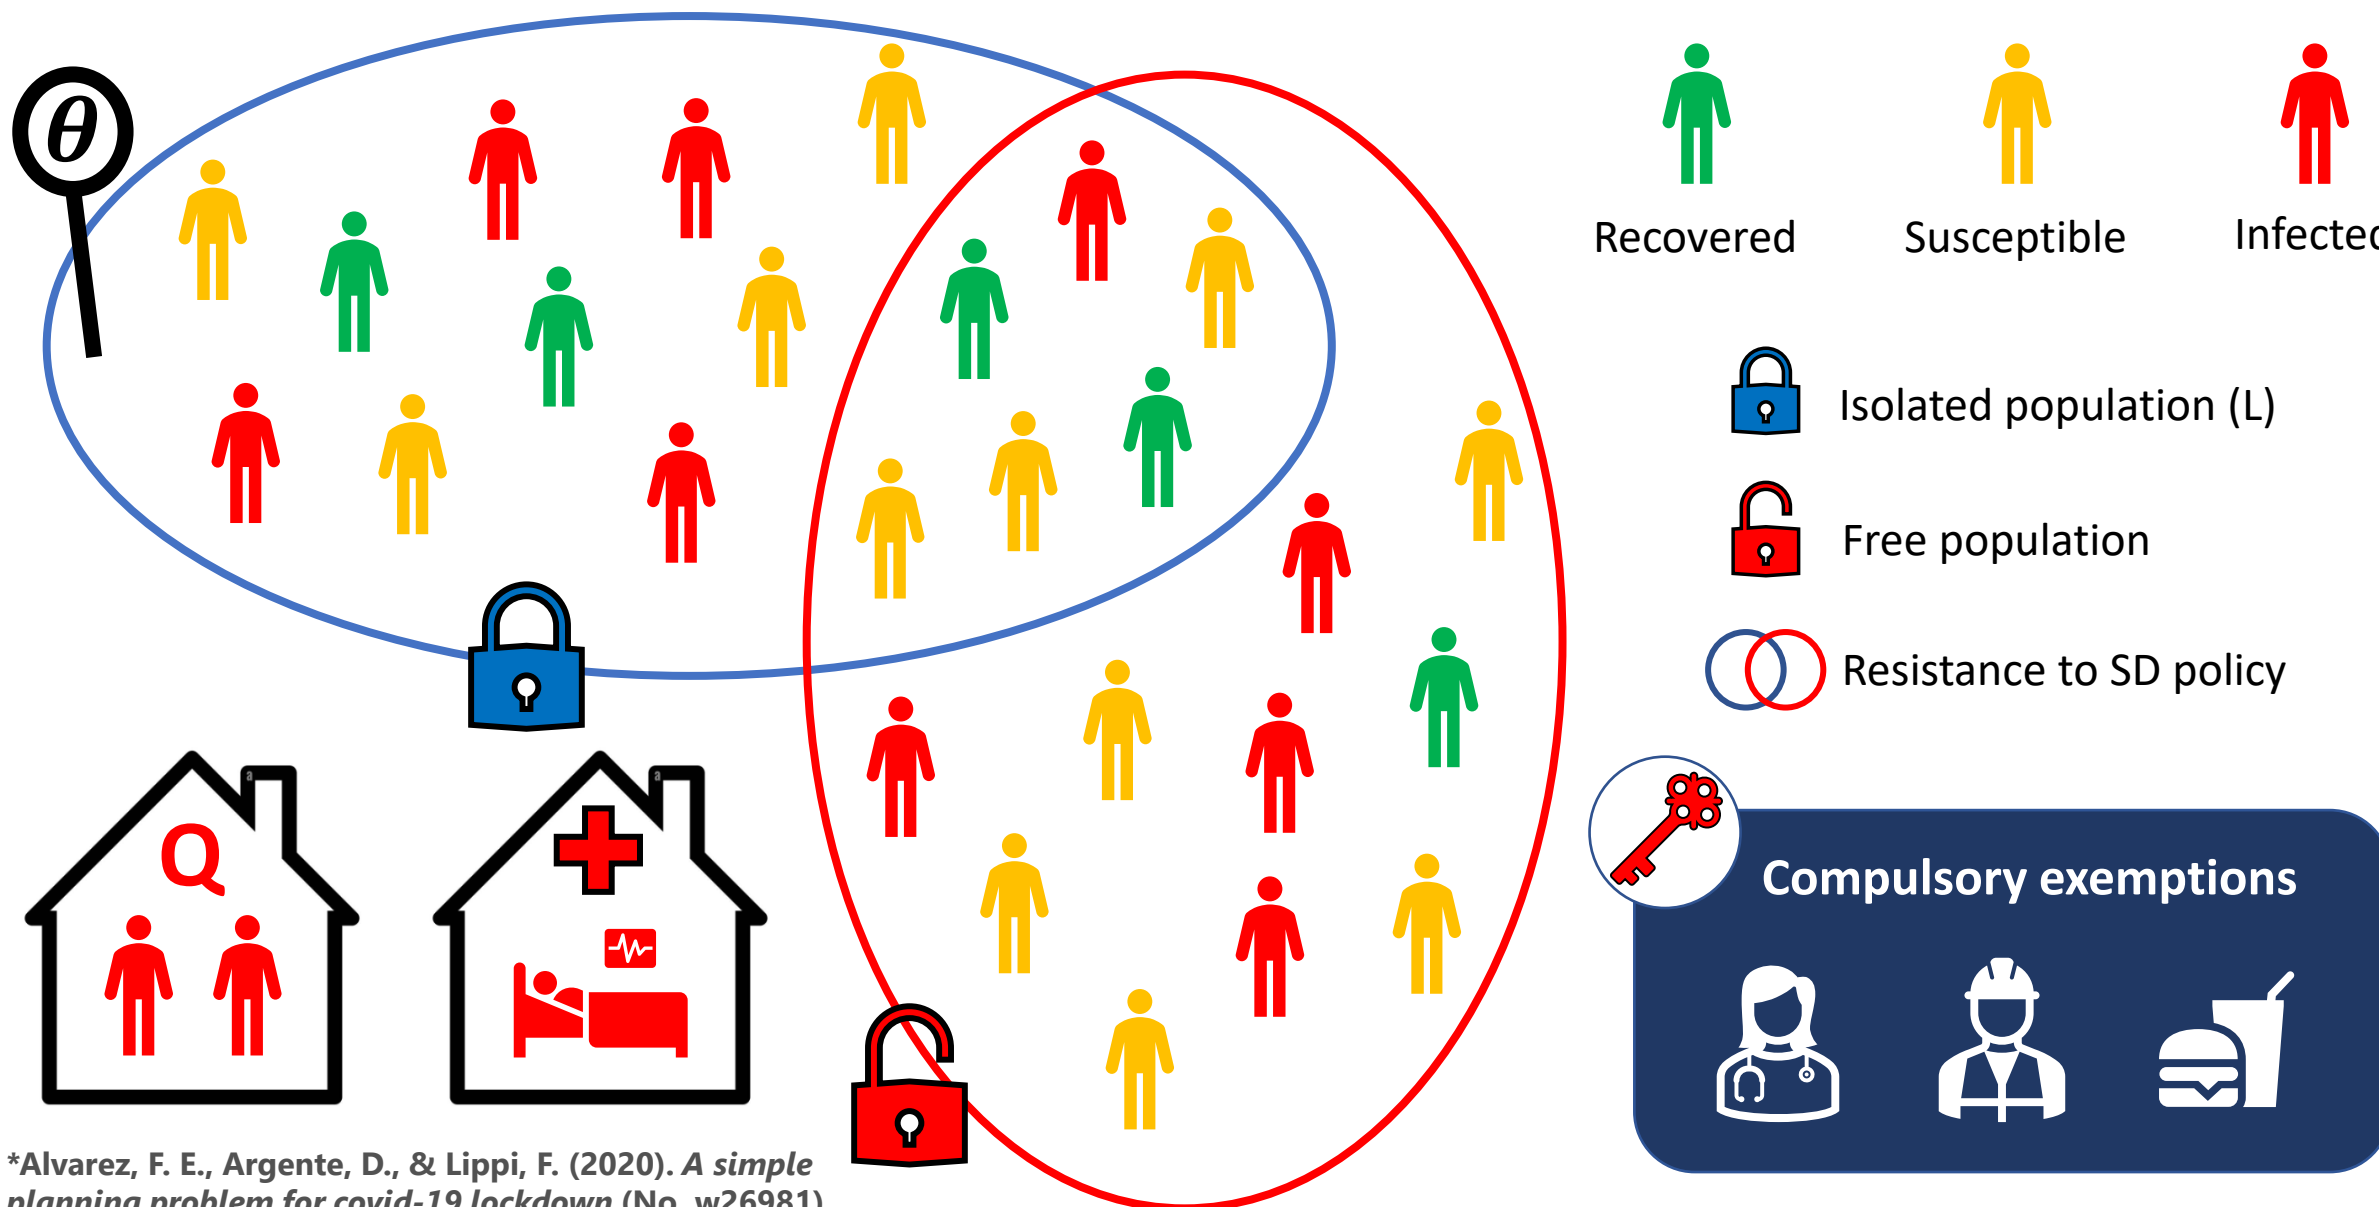 θ
Recovered
Susceptible
Infected
Isolated population (L)
Free population
Resistance to SD policy
Q
a
a
Compulsory exemptions
*Alvarez, F. E., Argente, D., & Lippi, F. (2020). A simple
planning problem for covid-19 lockdown (No. w26981)